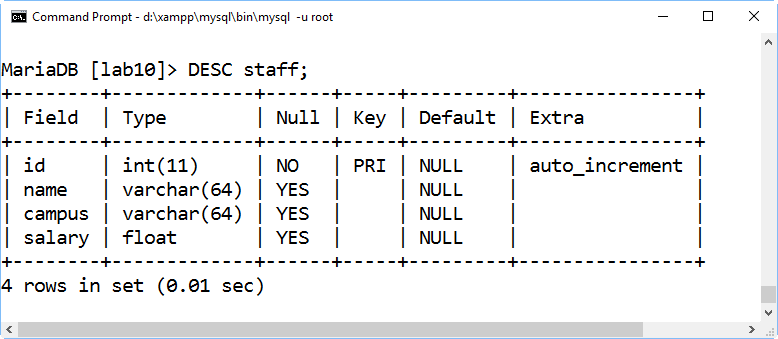 Command Prompt - d:\xampp\mysql\bin\mysql -u root
MariaDB [lab10]> DESC staff;
+--------+-------------+------+-----+---------+----------------+
| Field  | Type        | Null | Key | Default | Extra          |
+--------+-------------+------+-----+---------+----------------+
| id     | int(11)     | NO   | PRI | NULL    | auto_increment |
| name   | varchar(64) | YES  |     | NULL    |                |
| campus | varchar(64) | YES  |     | NULL    |                |
| salary | float       | YES  |     | NULL    |                |
+--------+-------------+------+-----+---------+----------------+
4 rows in set (0.01 sec)